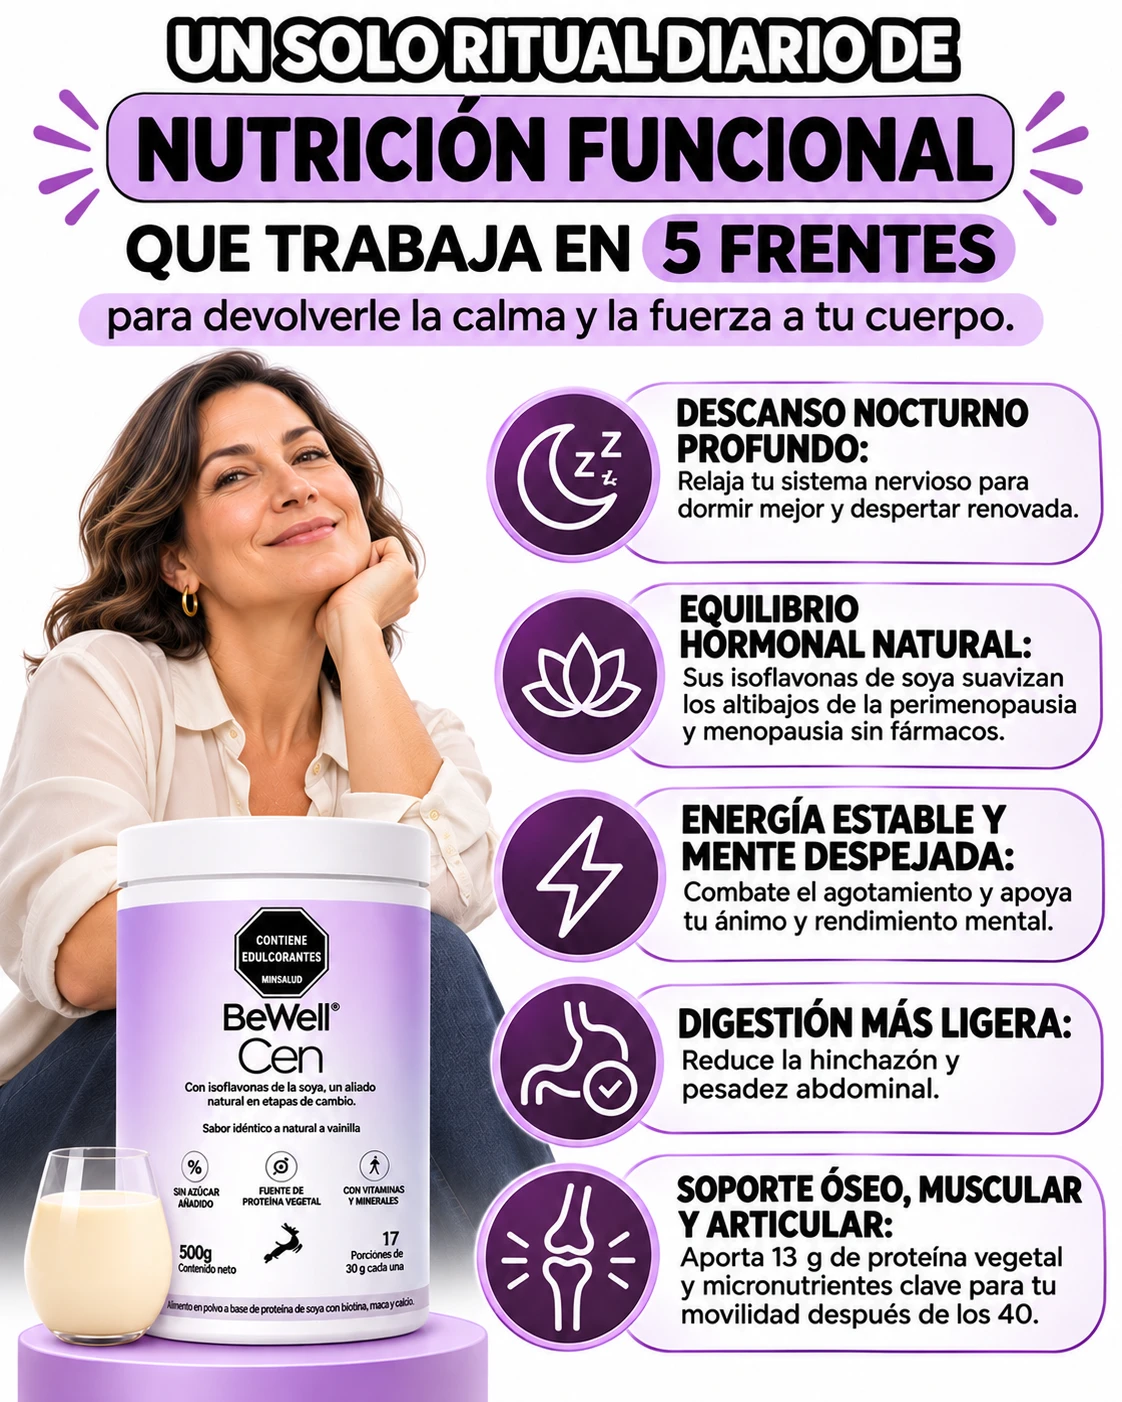 UN SOLO RITUAL DIARIO DE
NUTRICIÓN FUNCIONAL
QUE TRABAJA EN 5 FRENTES
para devolverle la calma y la fuerza a tu cuerpo.
DESCANSO NOCTURNO
PROFUNDO:
Relaja tu sistema nervioso para
dormir mejor y despertar renovada.
EQUILIBRIO
HORMONAL NATURAL:
Sus isoflavonas de soya suavizan
los altibajos de la perimenopausia
y menopausia sin fármacos.
ENERGÍA ESTABLE Y
MENTE DESPEJADA:
Combate el agotamiento y apoya
tu ánimo y rendimiento mental.
DIGESTIÓN MÁS LIGERA:
Reduce la hinchazón y
pesadez abdominal.
SOPORTE ÓSEO, MUSCULAR
Y ARTICULAR:
Aporta 13 g de proteína vegetal
y micronutrientes clave para tu
movilidad después de los 40.
CONTIENE
EDULCORANTES
MINSALUD
BeWell®
Cen
Con isoflavonas de la soya, un aliado
natural en etapas de cambio.
Sabor idéntico a natural a vainilla
%
SIN AZÚCAR
AÑADIDO
FUENTE DE
PROTEÍNA VEGETAL
CON VITAMINAS
Y MINERALES
500g
Contenido neto
17
Porciones de
30 g cada una
Alimento en polvo a base de proteína de soya con biotina, maca y calcio.
Z Z Z